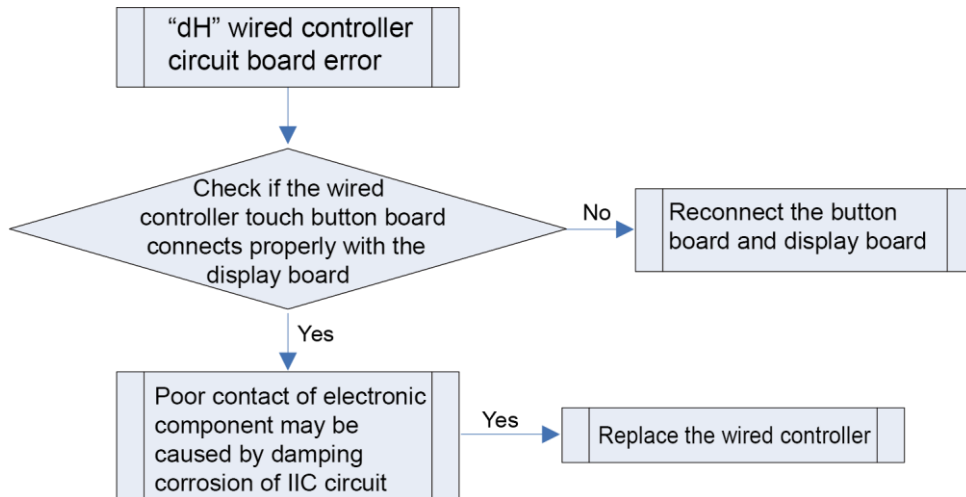 “dH” wired controller
circuit board error
Check if the wired
controller touch button board
connects properly with the
display board
No
Reconnect the button
board and display board
Yes
Poor contact of electronic
component may be
caused by damping
corrosion of IIC circuit
Yes
Replace the wired controller